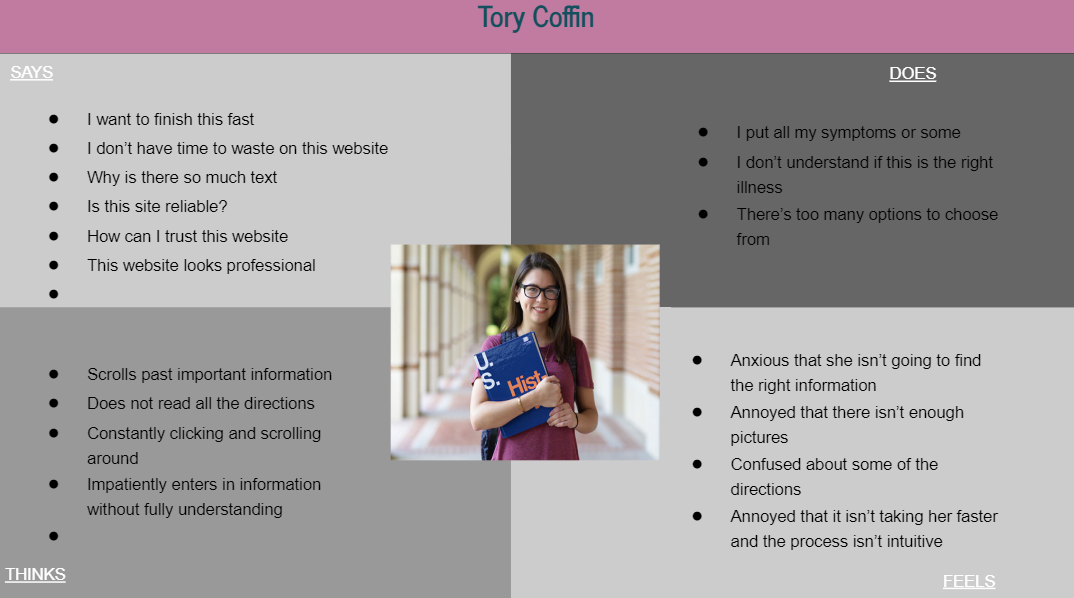 Tory Coffin
SAYS
● I want to finish this fast
● I don’t have time to waste on this website
● Why is there so much text
● Is this site reliable?
● How can I trust this website
● This website looks professional
●
DOES
● I put all my symptoms or some
● I don’t understand if this is the right
illness
● There’s too many options to choose
from
U.
S.
Hist
● Scrolls past important information
● Does not read all the directions
● Constantly clicking and scrolling
around
● Impatiently enters in information
without fully understanding
●
THINKS
● Anxious that she isn’t going to find
the right information
● Annoyed that there isn’t enough
pictures
● Confused about some of the
directions
● Annoyed that it isn’t taking her faster
and the process isn’t intuitive
FEELS